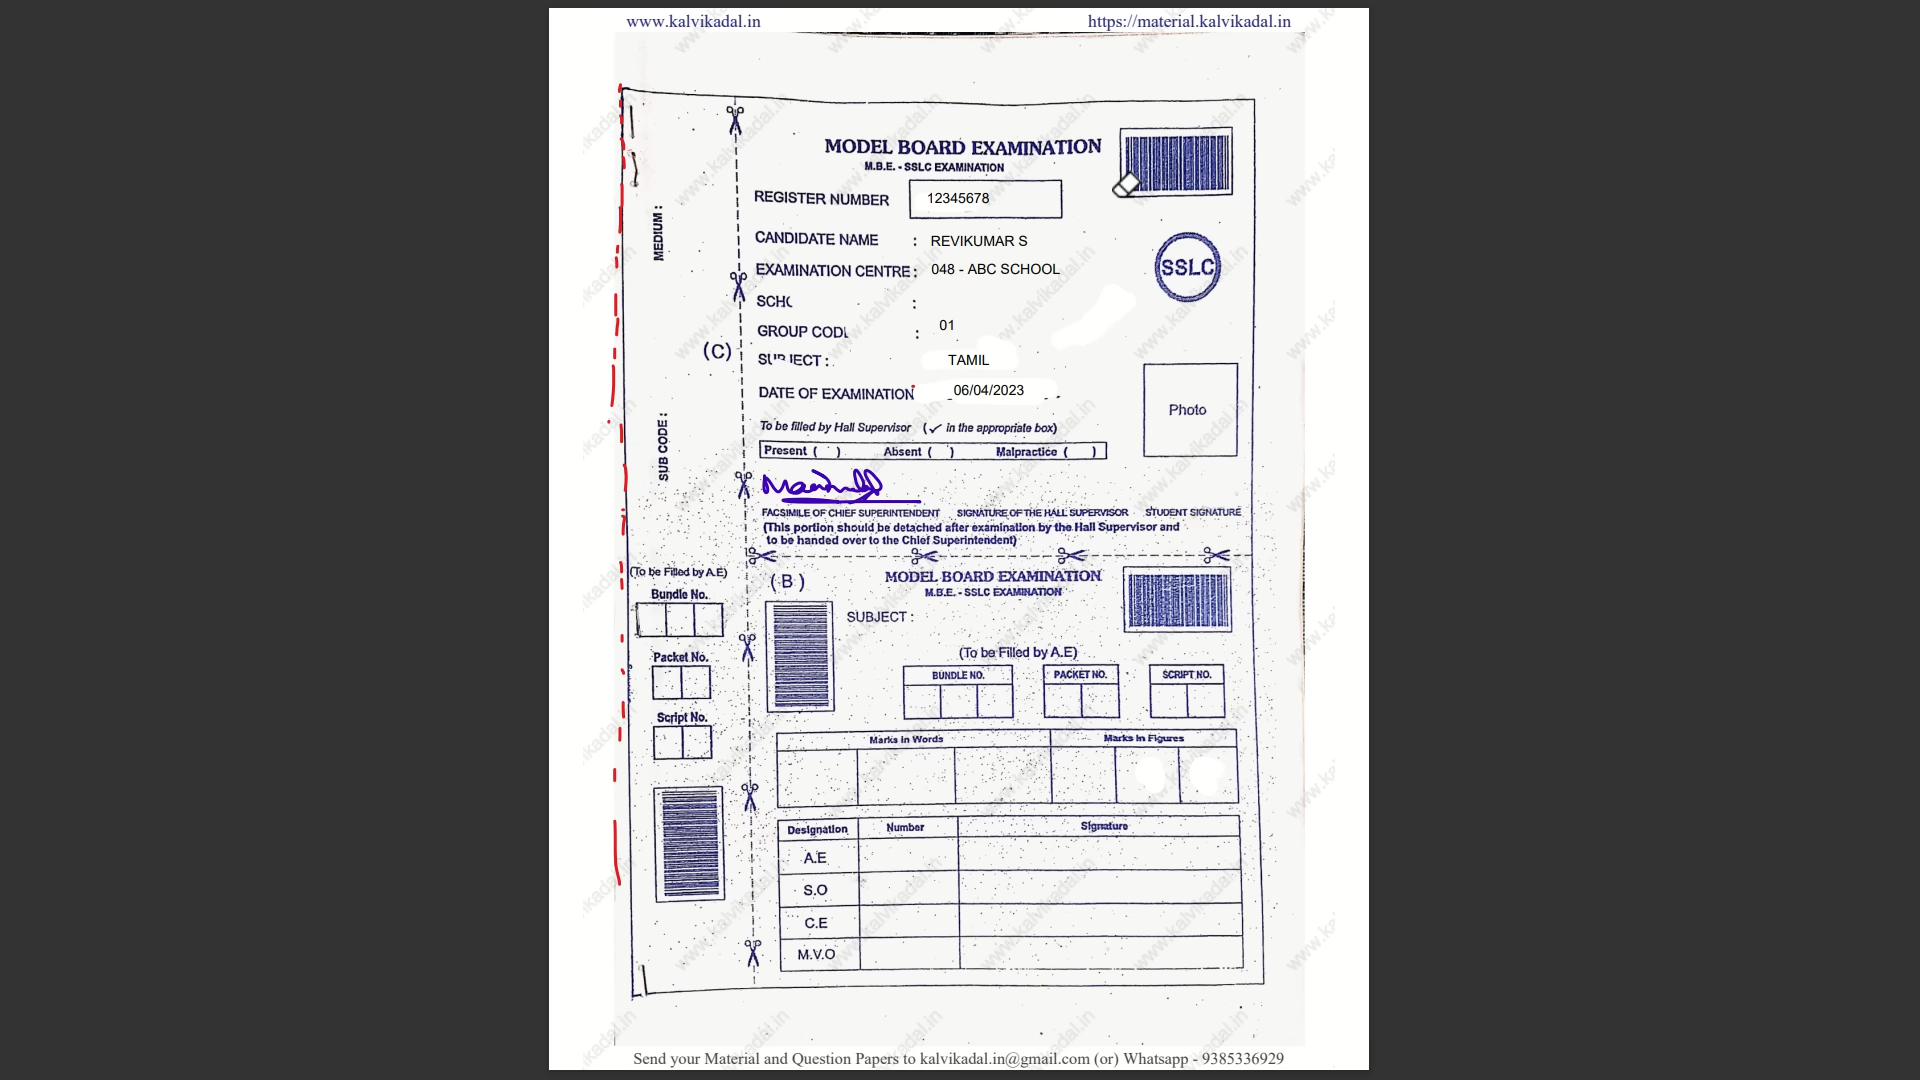 www.kalvikadal.in https://material.kalvikadal.in
MODEL BOARD EXAMINATION
M.B.E. - SSLC EXAMINATION
REGISTER NUMBER 12345678
CANDIDATE NAME : REVIKUMAR S
EXAMINATION CENTRE : 048 - ABC SCHOOL
SSLC
:
GROUP : 01
: TAMIL
DATE OF EXAMINATION 06/04/2023
Photo
To be filled by Hall Supervisor (✓ in the appropriate box)
Present ( ) Absent ( ) Malpractice ( )
FACSIMILE OF CHIEF SUPERINTENDENT SIGNATURE OF THE HALL SUPERVISOR STUDENT SIGNATURE
(This portion should be detached after examination by the Hall Supervisor and
to be handed over to the Chief Superintendent)
MEDIUM :
(C)
SUB CODE :
(To be Filled by A.E)
Bundle No.
Packet No.
Script No.
(B)
MODEL BOARD EXAMINATION
M.B.E. - SSLC EXAMINATION
SUBJECT :
(To be Filled by A.E)
BUNDLE NO. PACKET NO. SCRIPT NO.
Marks in Words Marks in Figures
Designation Number Signature
A.E
S.O
C.E
M.V.O
Send your Material and Question Papers to kalvikadal.in@gmail.com (or) Whatsapp - 9385336929